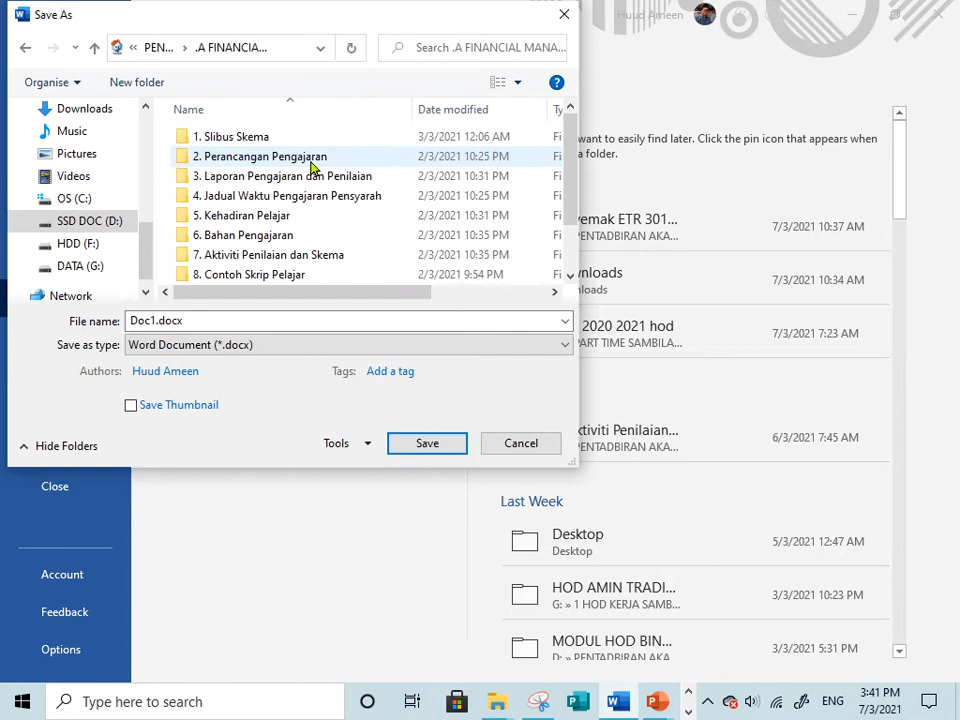 Save As
Huud Ameen
PEN...
.A FINANCIA...
Search .A FINANCIAL MANA...
Organise
New folder
Downloads
Music
Pictures
Videos
OS (C:)
SSD DOC (D:)
HDD (F:)
DATA (G:)
Network
Name
Date modified
Ty
1. Slibus Skema 3/3/2021 12:06 AM Fi
2. Perancangan Pengajaran 2/3/2021 10:25 PM Fi
3. Laporan Pengajaran dan Penilaian 2/3/2021 10:31 PM Fi
4. Jadual Waktu Pengajaran Pensyarah 2/3/2021 10:25 PM Fi
5. Kehadiran Pelajar 2/3/2021 10:31 PM Fi
6. Bahan Pengajaran 2/3/2021 10:35 PM Fi
7. Aktiviti Penilaian dan Skema 2/3/2021 10:35 PM Fi
8. Contoh Skrip Pelajar 2/3/2021 9:54 PM Fi
File name: Doc1.docx
Save as type: Word Document (*.docx)
Authors: Huud Ameen
Tags: Add a tag
Save Thumbnail
Hide Folders
Tools
Save
Cancel
want to easily find later. Click the pin icon that appears when
a folder.
yemak ETR 301...
PENTADBIRAN AKA...
7/3/2021 10:37 AM
wnloads
nloads
7/3/2021 10:34 AM
2020 2021 hod
PART TIME SAMBILA...
7/3/2021 7:23 AM
ktiviti Penilaian...
PENTADBIRAN AKA...
6/3/2021 7:45 AM
Last Week
Desktop
Desktop
5/3/2021 12:47 AM
HOD AMIN TRADI...
G: » 1 HOD KERJA SAMB...
3/3/2021 10:23 PM
MODUL HOD BIN...
D: » PENTADBIRAN AKA
3/3/2021 5:31 PM
Close
Account
Feedback
Options
Type here to search
ENG
3:41 PM
7/3/2021